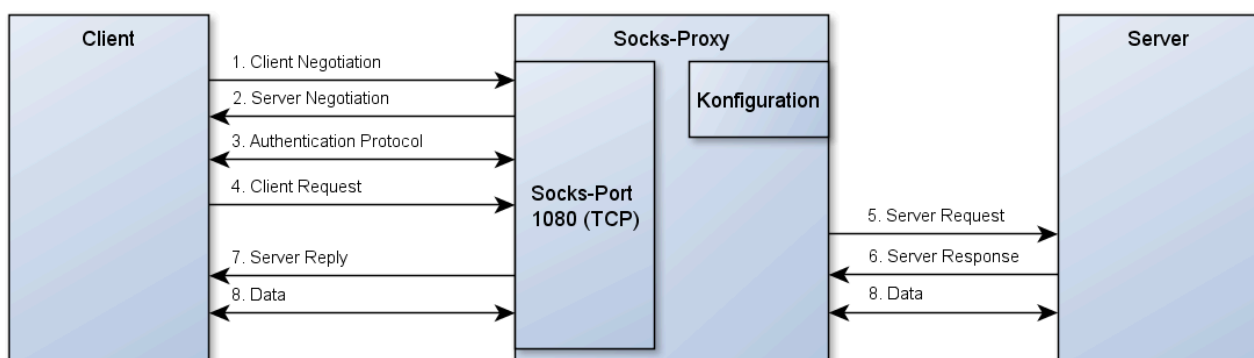 Client
Socks-Proxy
Server
1. Client Negotiation
Konfiguration
2. Server Negotiation
3. Authentication Protocol
4. Client Request
Socks-Port
1080 (TCP)
5. Server Request
7. Server Reply
6. Server Response
8. Data
8. Data